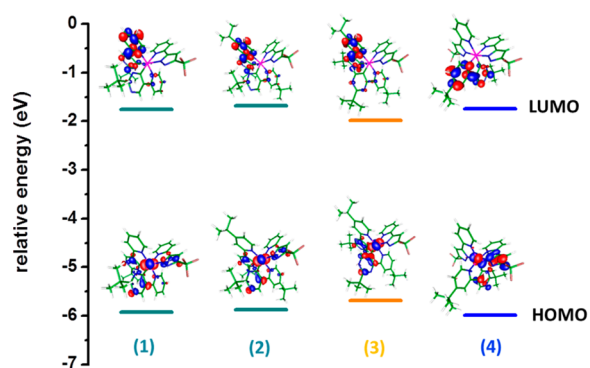 relative energy (eV)
0
-1
-2
-3
-4
-5
-6
-7
LUMO
HOMO
(1) (2) (3) (4)